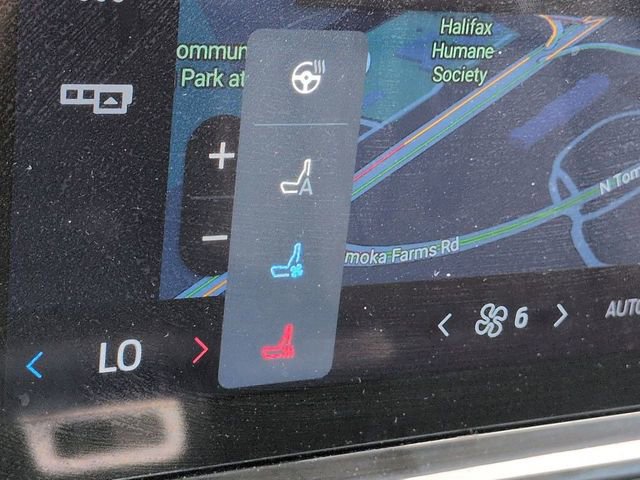 Halifax
Humane
Society
ommun
Park at
+
A
−
N Tom
moka Farms Rd
< LO >
< 6 >
AUTO